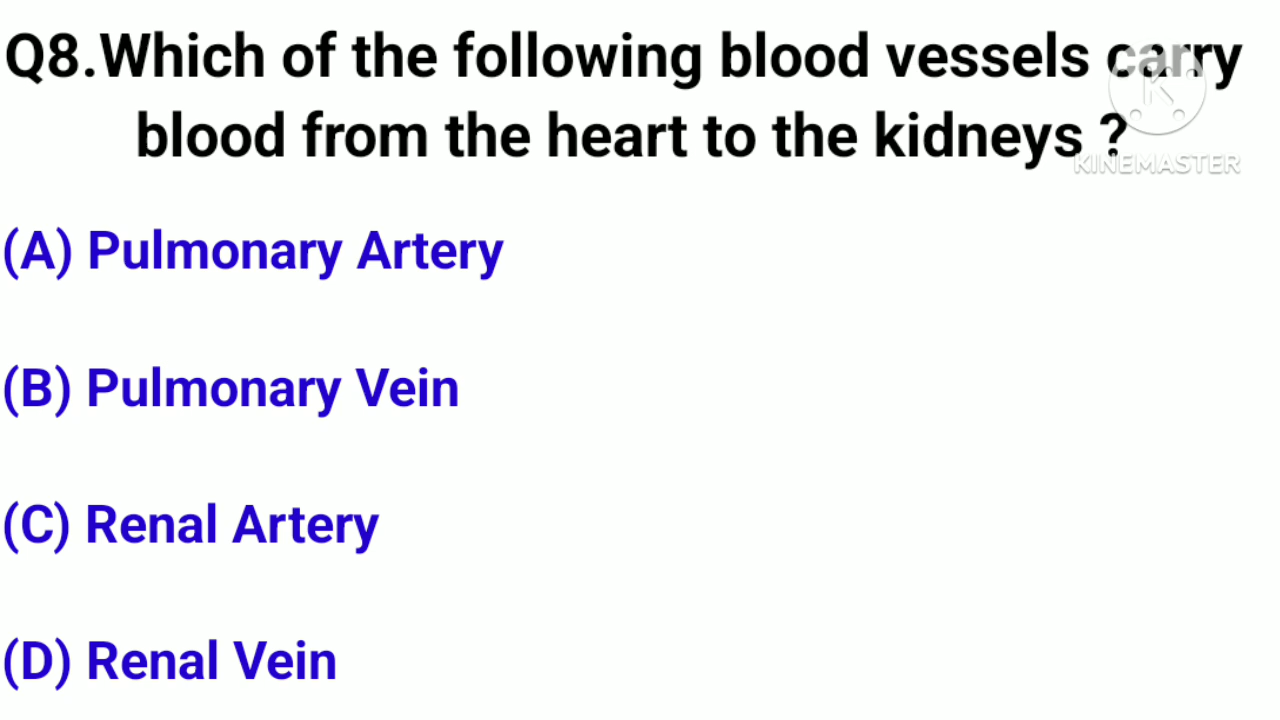 Q8.Which of the following blood vessels carry
blood from the heart to the kidneys ?
KINEMASTER
(A) Pulmonary Artery
(B) Pulmonary Vein
(C) Renal Artery
(D) Renal Vein